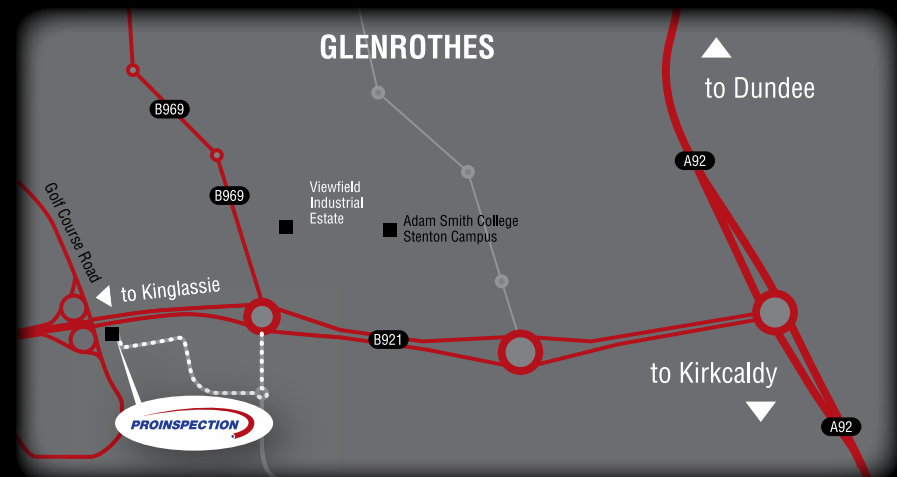 GLENROTHES
to Dundee
B969
A92
B969
Viewfield
Industrial
Estate
Adam Smith College
Stenton Campus
Golf Course Road
to Kinglassie
B921
to Kirkcaldy
PROINSPECTION
A92